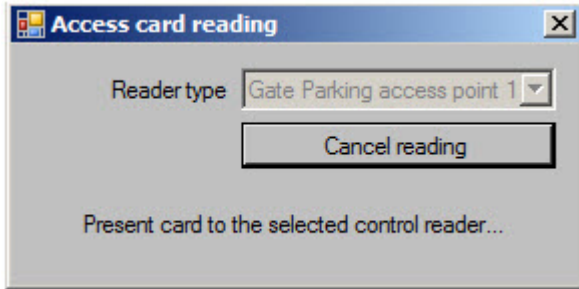 Access card reading
Reader type Gate Parking access point 1
Cancel reading
Present card to the selected control reader...